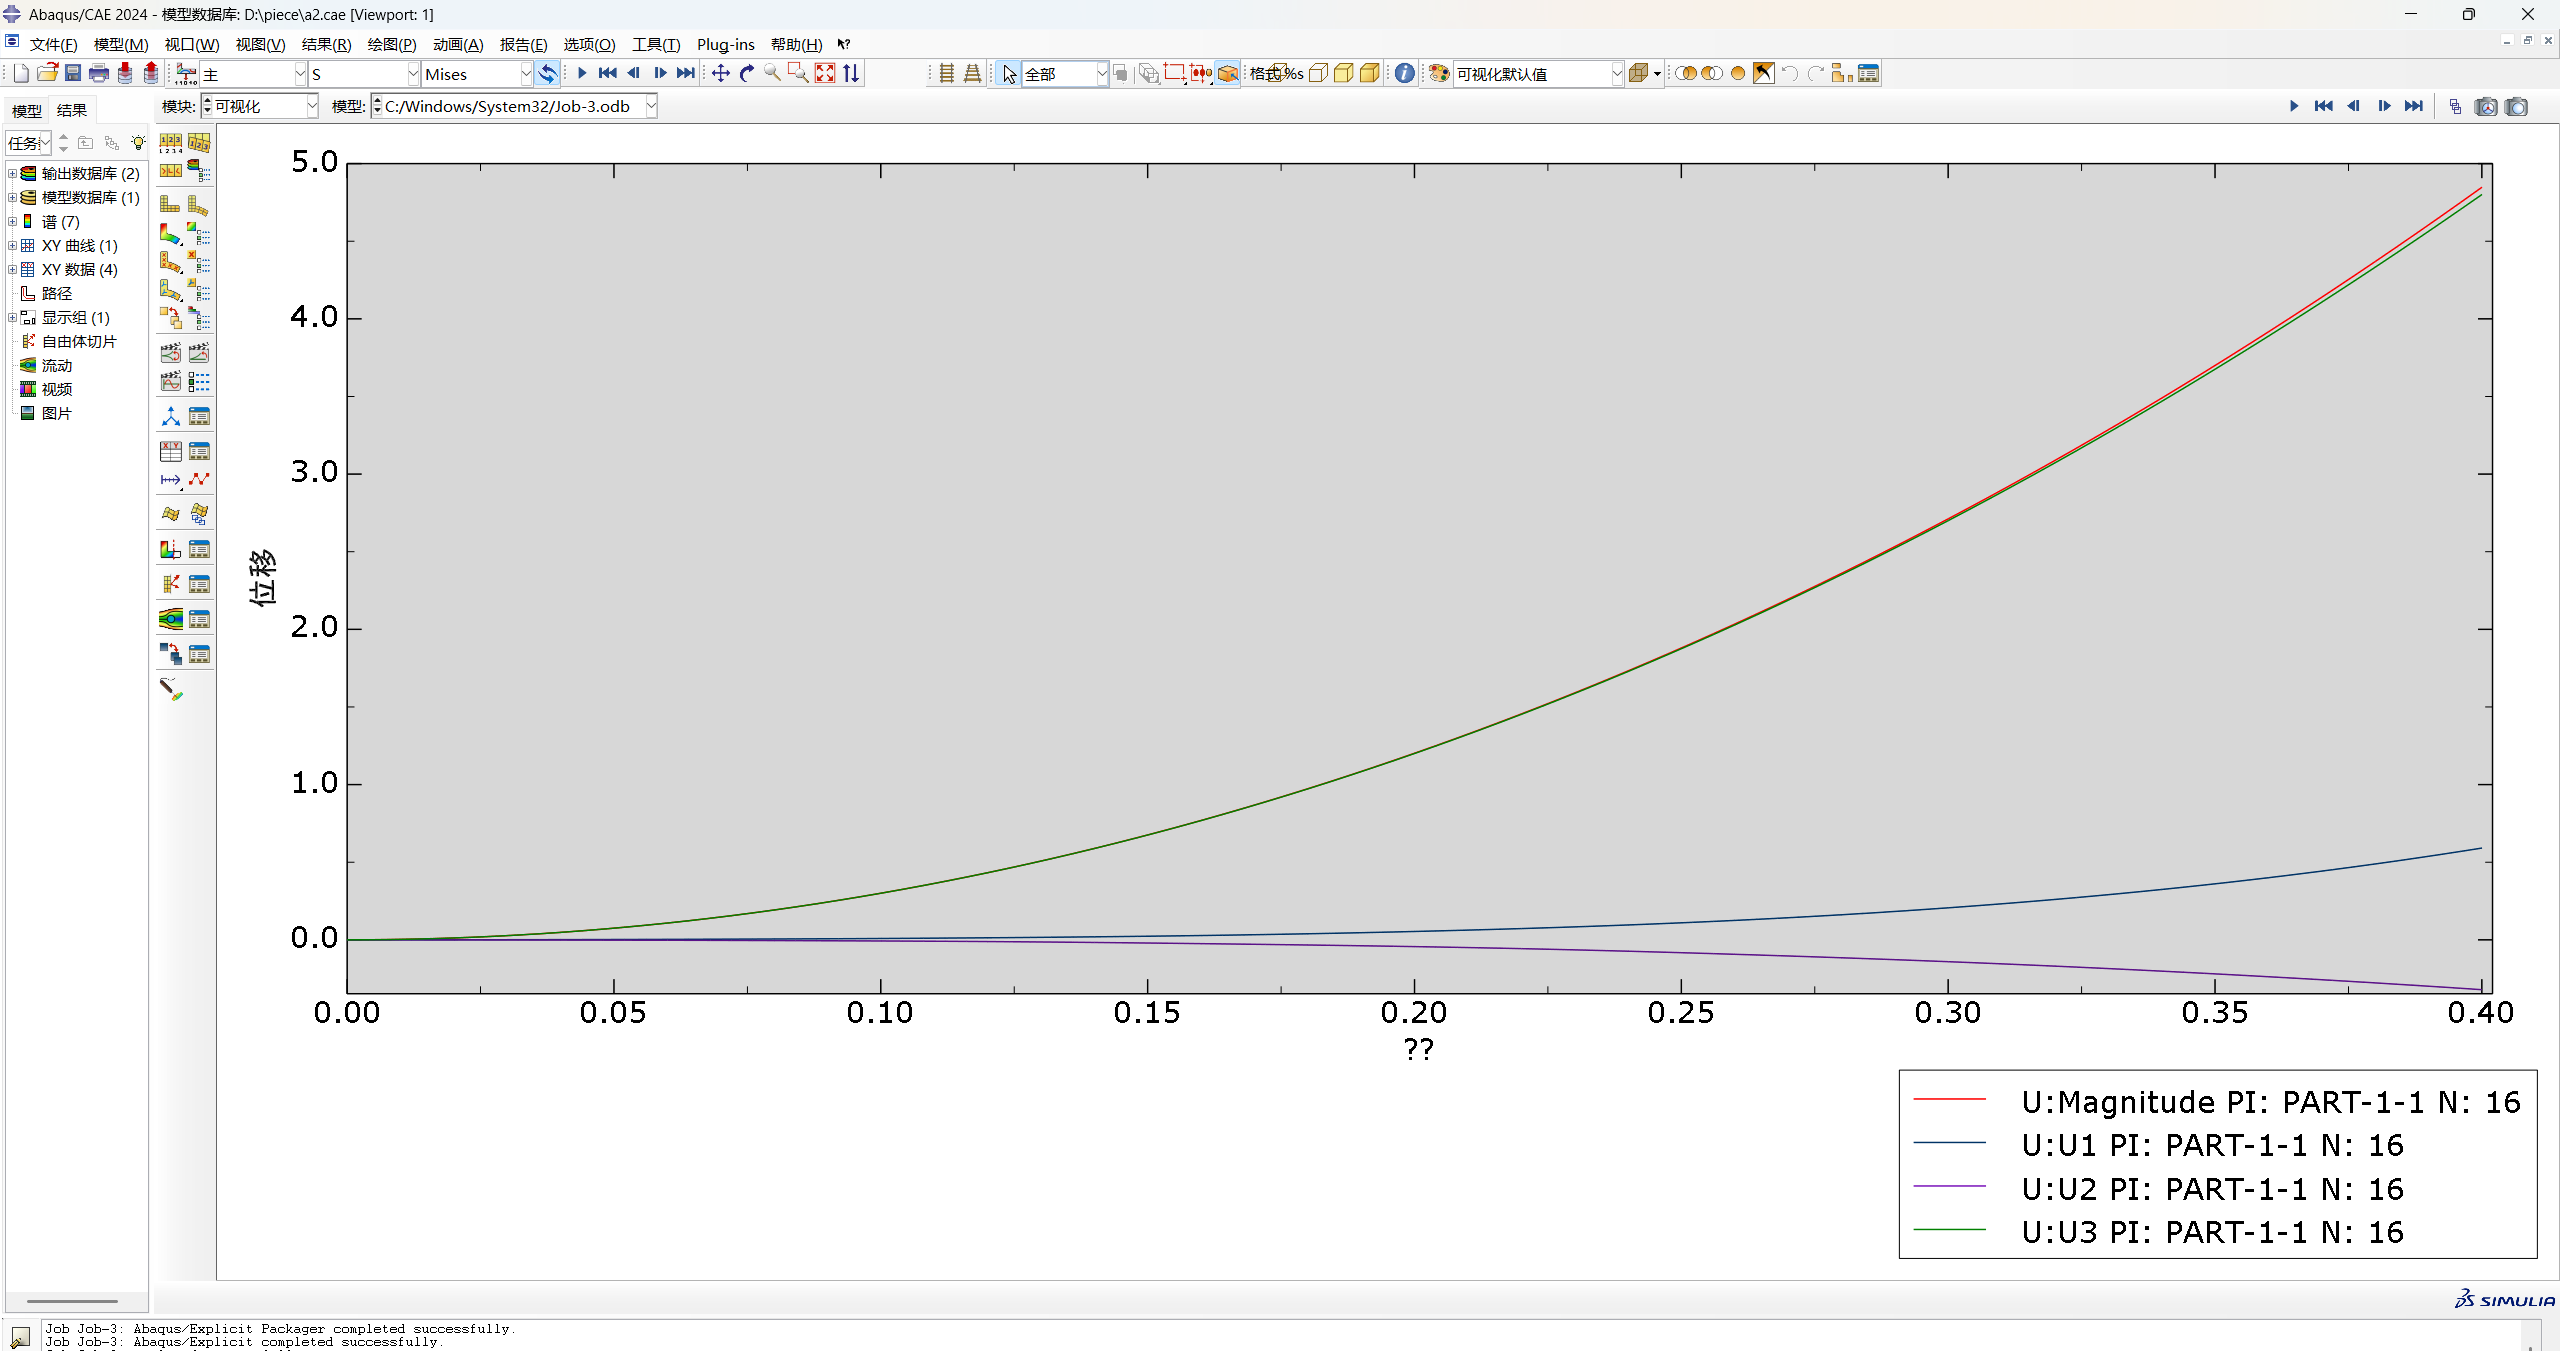 Abaqus/CAE 2024 - 模型数据库: D:\piece\a2.cae [Viewport: 1]
文件(F) 模型(M) 视口(W) 视图(V) 结果(R) 绘图(P) 动画(A) 报告(E) 选项(O) 工具(T) Plug-ins 帮助(H)
主 S Mises 全部 格式%s 可视化默认值
模型 结果 模块: 可视化 模型: C:/Windows/System32/Job-3.odb
任务
输出数据库 (2)
模型数据库 (1)
谱 (7)
XY 曲线 (1)
XY 数据 (4)
路径
显示组 (1)
自由体切片
流动
视频
图片
5.0
4.0
3.0
2.0
1.0
0.0
位移
0.00 0.05 0.10 0.15 0.20 0.25 0.30 0.35 0.40
??
U:Magnitude PI: PART-1-1 N: 16
U:U1 PI: PART-1-1 N: 16
U:U2 PI: PART-1-1 N: 16
U:U3 PI: PART-1-1 N: 16
SIMULIA
Job Job-3: Abaqus/Explicit Packager completed successfully.
Job Job-3: Abaqus/Explicit completed successfully.